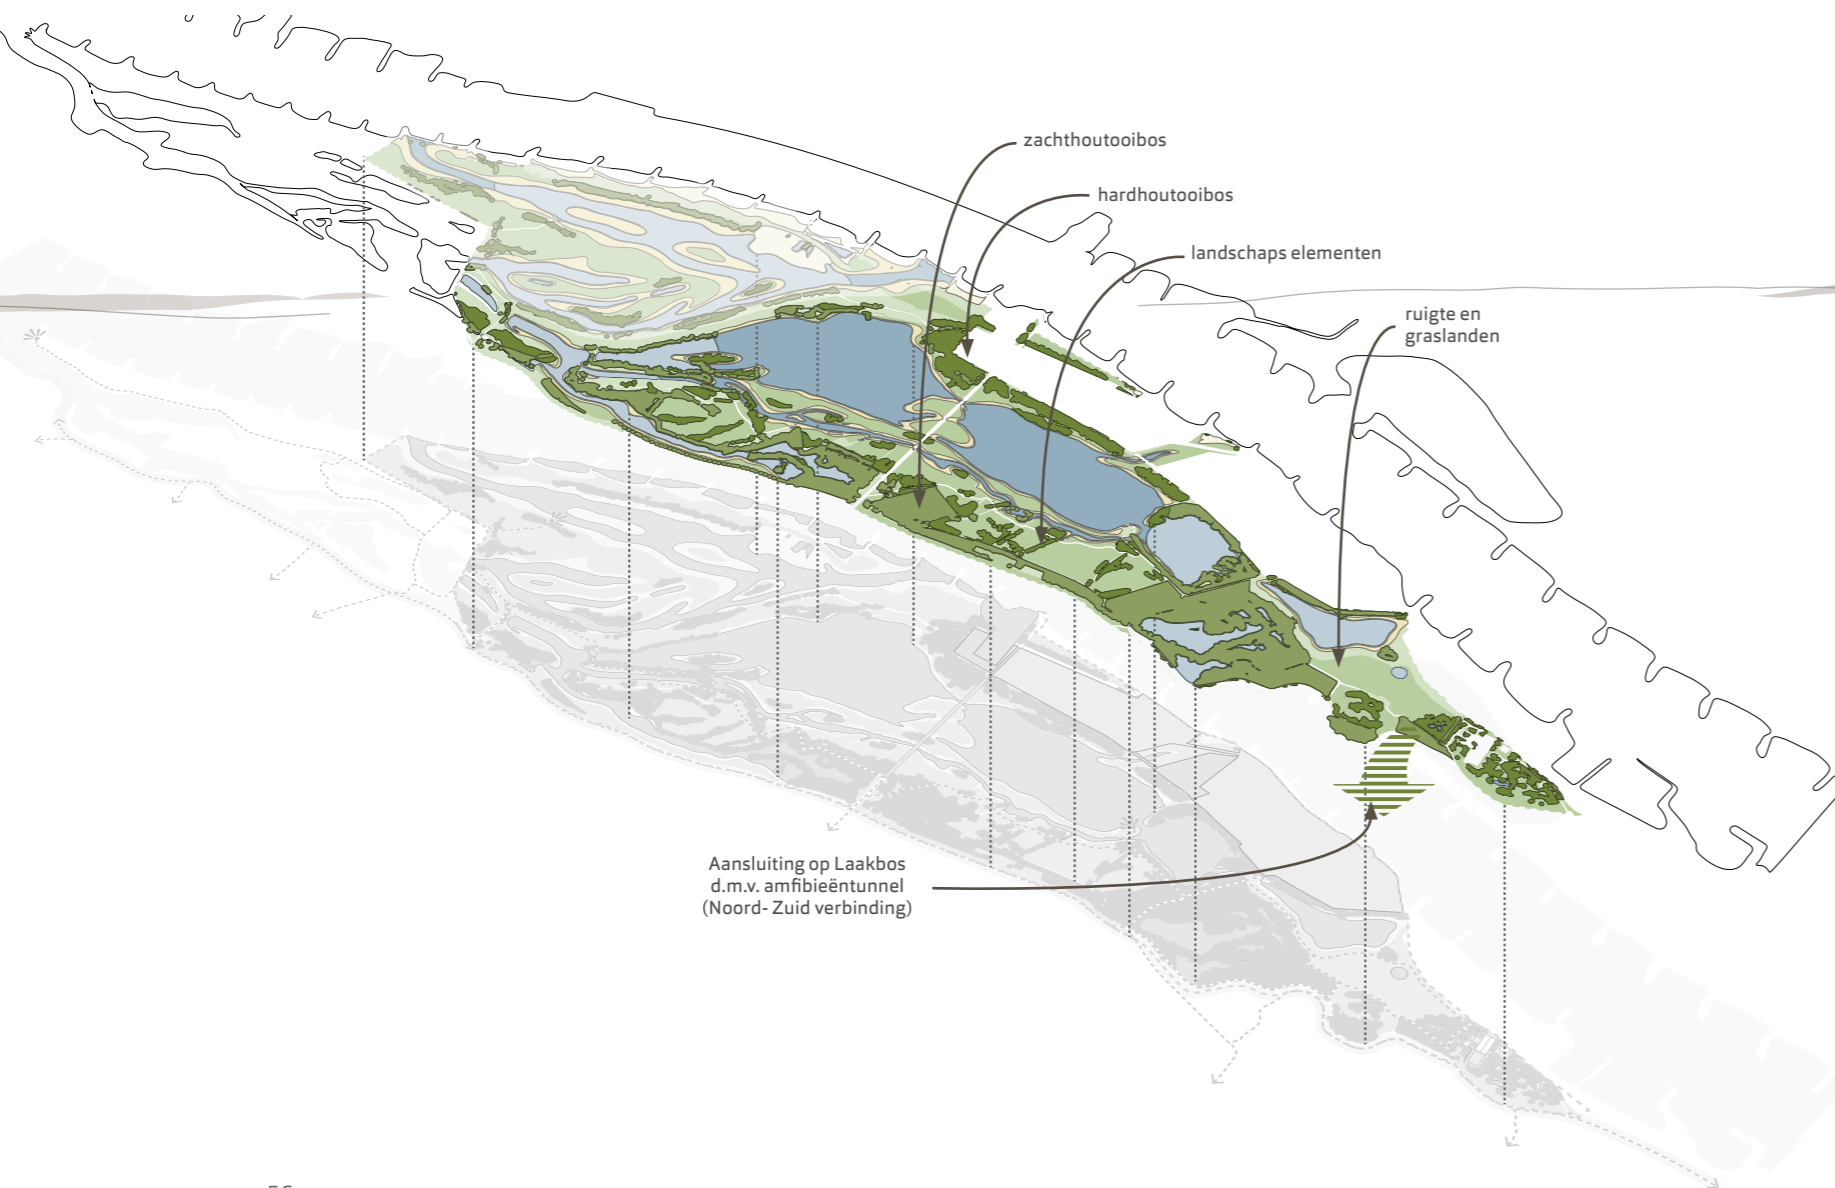 zachthoutooibos
hardhoutooibos
landschaps elementen
ruigte en
graslanden
Aansluiting op Laakbos
d.m.v. amfibieëntunnel
(Noord- Zuid verbinding)